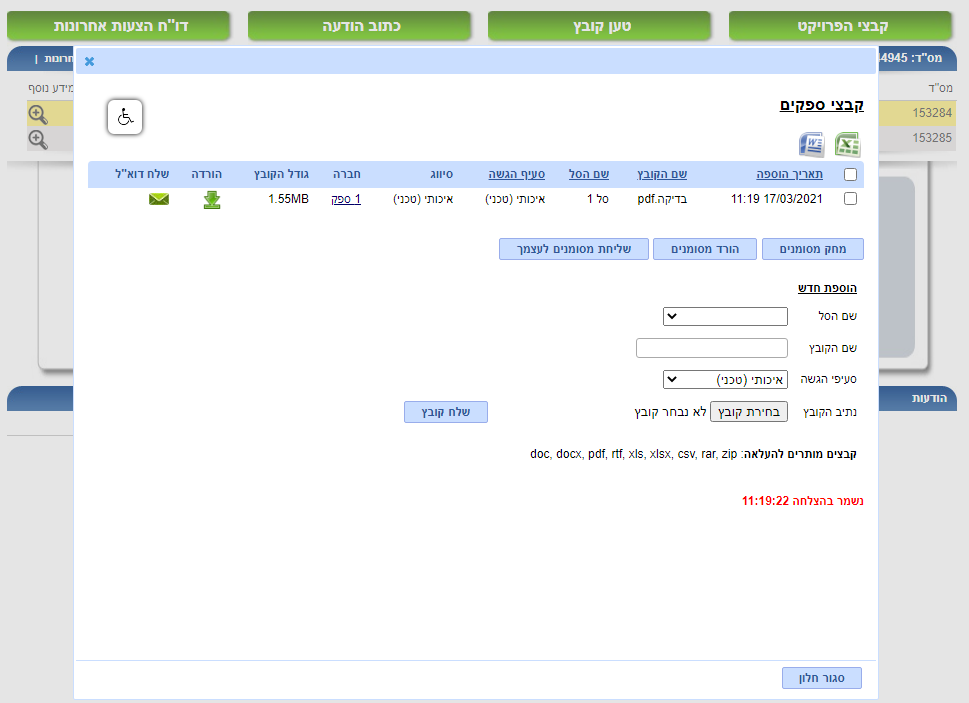 קבצי הפרויקט
טען קובץ
כתוב הודעה
דו"ח הצעות אחרונות
מס"ד: 14945
חרונות |
מס"ד
מידע נוסף
153284
153285
קבצי ספקים
תאריך הוספה שם הקובץ שם הסל סעיף הגשה סיווג חברה גודל הקובץ הורדה שלח דוא"ל
17/03/2021 11:19 בדיקה.pdf סל 1 איכותי (טכני) איכותי (טכני) ספק 1 1.55MB
מחק מסומנים
הורד מסומנים
שליחת מסומנים לעצמך
הוספת חדש
שם הסל
שם הקובץ
סעיפי הגשה איכותי (טכני)
נתיב הקובץ בחירת קובץ לא נבחר קובץ שלח קובץ
קבצים מותרים להעלאה: doc, docx, pdf, rtf, xls, xlsx, csv, rar, zip
נשמר בהצלחה 11:19:22
הודעות
סגור חלון